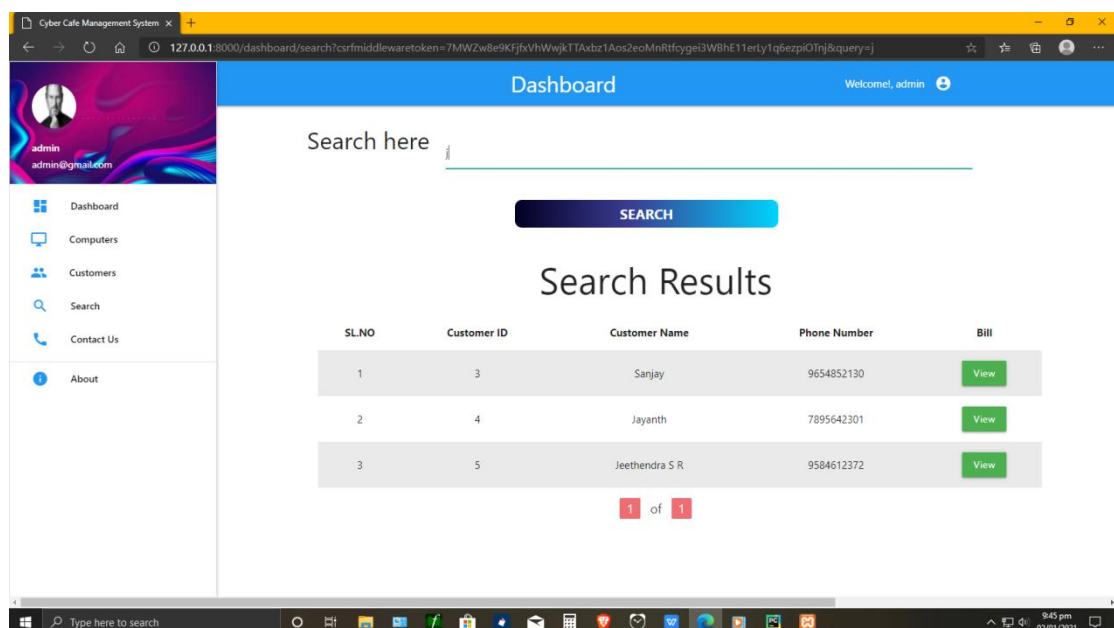 Cyber Cafe Management System
127.0.0.1:8000/dashboard/search?csrfmiddlewaretoken=7MWZw8e9KFjfxVhWwjkTTAxbz1Aos2eoMnRtfcygei3WBhE11erLy1q6ezpiOTnj&query=j
Dashboard
Welcome!, admin
admin
admin@gmail.com
Dashboard
Computers
Customers
Search
Contact Us
About
Search here
SEARCH
Search Results
SL.NO Customer ID Customer Name Phone Number Bill
1 3 Sanjay 9654852130 View
2 4 Jayanth 7895642301 View
3 5 Jeethendra S R 9584612372 View
1 of 1
Type here to search
9:45 pm